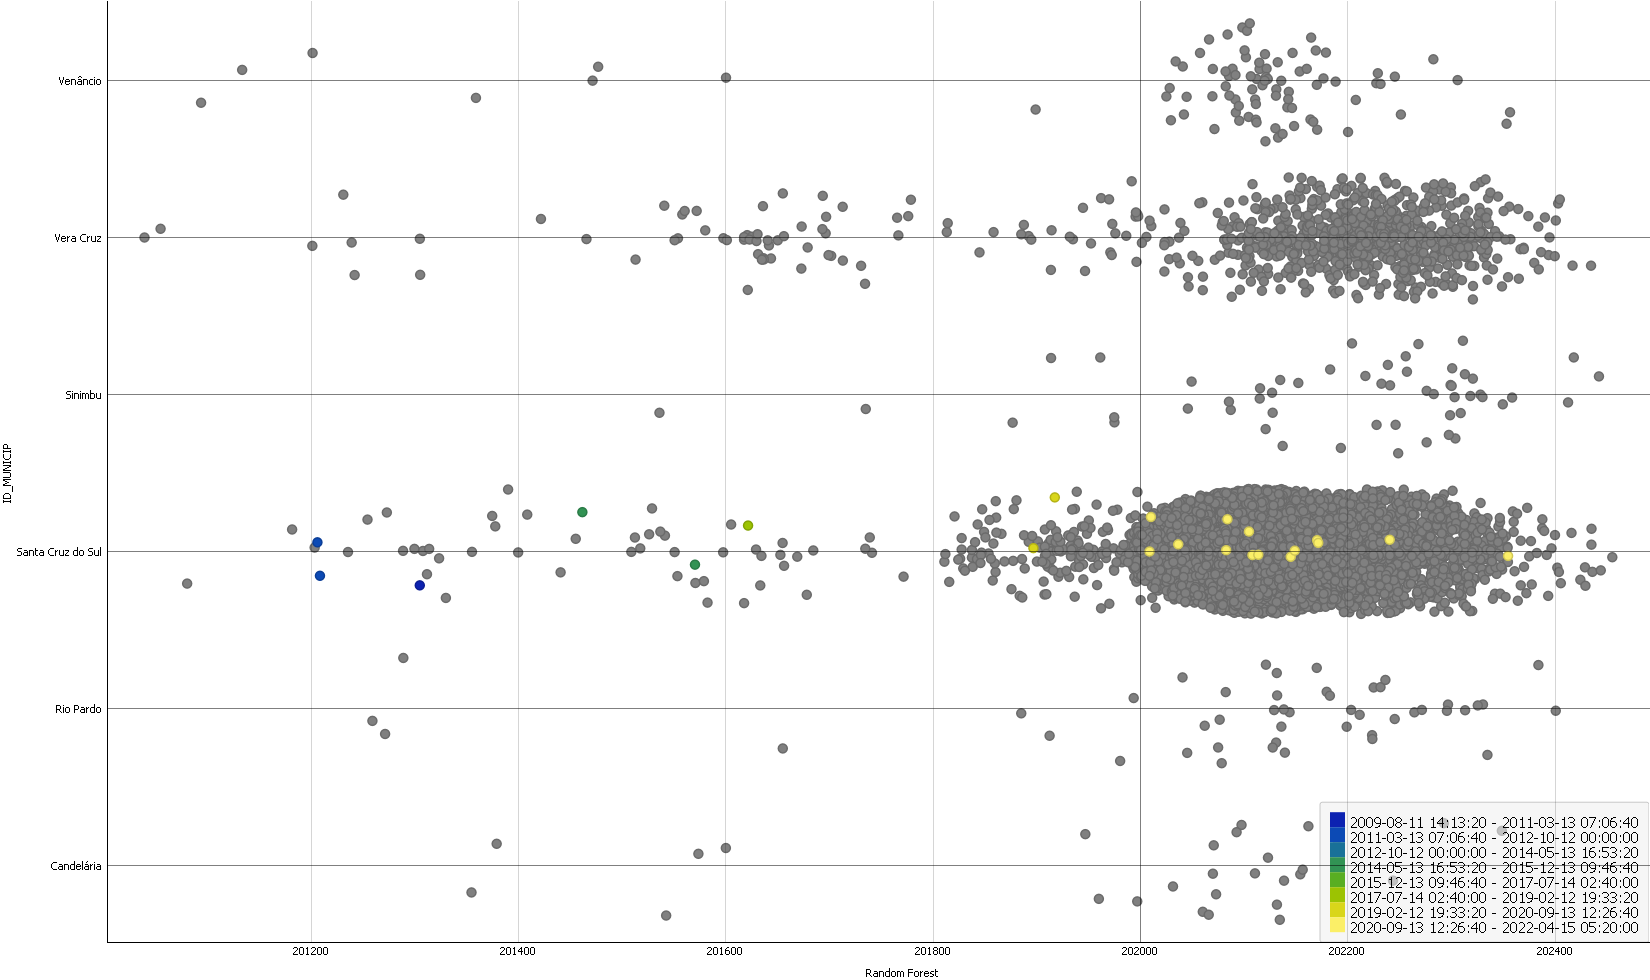 Venâncio
Vera Cruz
Sinimbu
ID_MUNICIP
Santa Cruz do Sul
Rio Pardo
Candelária
2009-08-11 14:13:20 - 2011-03-13 07:06:40
2011-03-13 07:06:40 - 2012-10-12 00:00:00
2012-10-12 00:00:00 - 2014-05-13 16:53:20
2014-05-13 16:53:20 - 2015-12-13 09:46:40
2015-12-13 09:46:40 - 2017-07-14 02:40:00
2017-07-14 02:40:00 - 2019-02-12 19:33:20
2019-02-12 19:33:20 - 2020-09-13 12:26:40
2020-09-13 12:26:40 - 2022-04-15 05:20:00
201200 201400 201600 201800 202000 202200 202400
Random Forest